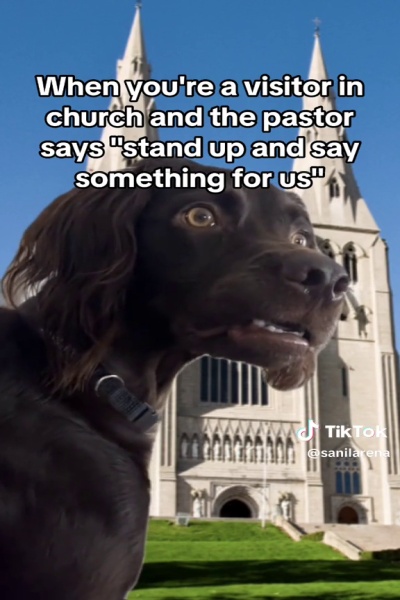 When you're a visitor in
church and the pastor
says "stand up and say
something for us"
TikTok
@sanilarena